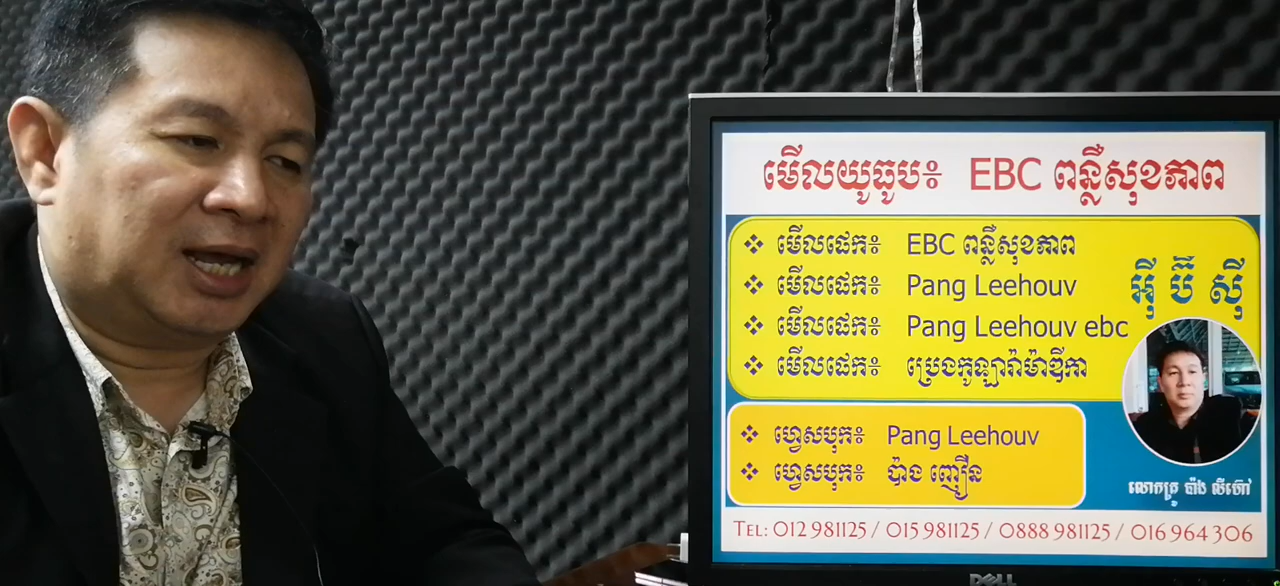 មើលយូធូប៖ EBC ពន្លឺសុខភាព
❖ មើលផេក៖ EBC ពន្លឺសុខភាព
❖ មើលផេក៖ Pang Leehouv
❖ មើលផេក៖ Pang Leehouv ebc
❖ មើលផេក៖ ប្រេងកូឡារ៉ាម៉ាឌីកា
អ៊ី ប៊ី ស៊ី
❖ ហ្វេសបុក៖ Pang Leehouv
❖ ហ្វេសបុក៖ ប៉ាង ញឿន
លោកគ្រូ ប៉ាង លីហ៊ៅ
Tel: 012 981125 / 015 981125 / 0888 981125 / 016 964 306
DELL